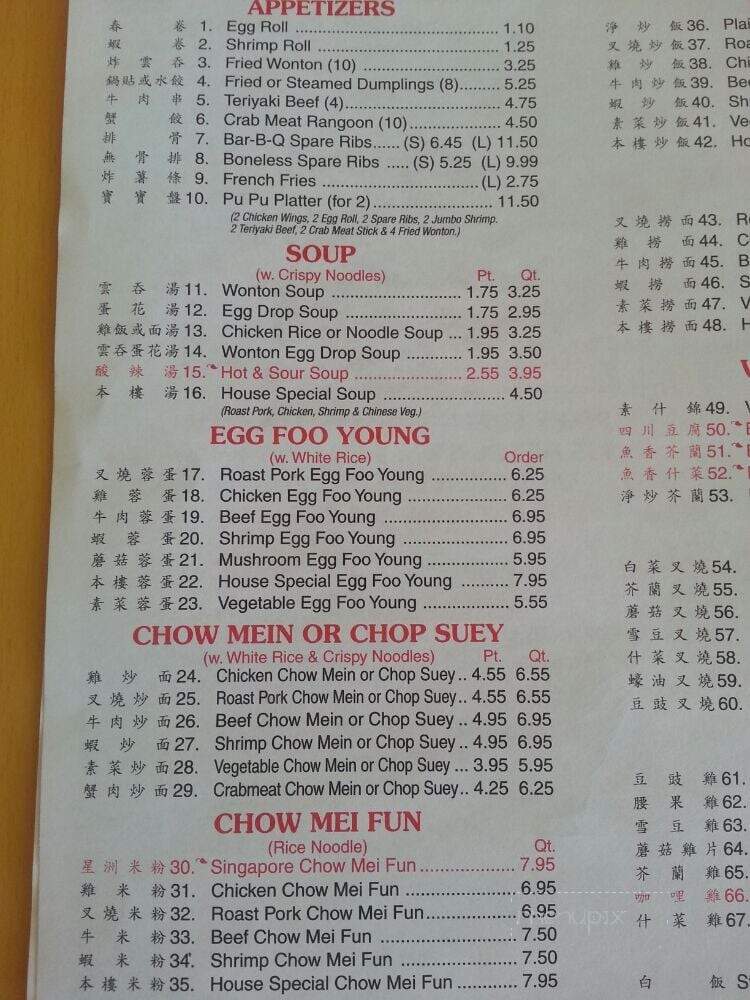 APPETIZERS
春 卷 1. Egg Roll 1.10
蝦 卷 2. Shrimp Roll 1.25
炸 雲 吞 3. Fried Wonton (10) 3.25
鍋貼或水餃 4. Fried or Steamed Dumplings (8) 5.25
牛 肉 串 5. Teriyaki Beef (4) 4.75
蟹 餃 6. Crab Meat Rangoon (10) 4.50
排 骨 7. Bar-B-Q Spare Ribs (S) 6.45 (L) 11.50
無 骨 排 8. Boneless Spare Ribs (S) 5.25 (L) 9.99
炸 薯 條 9. French Fries (L) 2.75
寶 寶 盤 10. Pu Pu Platter (for 2) 11.50
(2 Chicken Wings, 2 Egg Roll, 2 Spare Ribs, 2 Jumbo Shrimp.
2 Teriyaki Beef, 2 Crab Meat Stick & 4 Fried Wonton.)
SOUP
(w. Crispy Noodles) Pt. Qt.
雲 吞 湯 11. Wonton Soup 1.75 3.25
蛋 花 湯 12. Egg Drop Soup 1.75 2.95
雞飯或面湯 13. Chicken Rice or Noodle Soup 1.95 3.25
雲吞蛋花湯 14. Wonton Egg Drop Soup 1.95 3.50
酸 辣 湯 15. Hot & Sour Soup 2.55 3.95
本 樓 湯 16. House Special Soup 4.50
(Roast Pork, Chicken, Shrimp & Chinese Veg.)
EGG FOO YOUNG
(w. White Rice) Order
叉 燒 蓉 蛋 17. Roast Pork Egg Foo Young 6.25
雞 蓉 蛋 18. Chicken Egg Foo Young 6.25
牛 肉 蓉 蛋 19. Beef Egg Foo Young 6.95
蝦 蓉 蛋 20. Shrimp Egg Foo Young 6.95
蘑 菇 蓉 蛋 21. Mushroom Egg Foo Young 5.95
本 樓 蓉 蛋 22. House Special Egg Foo Young 7.95
素 菜 蓉 蛋 23. Vegetable Egg Foo Young 5.55
CHOW MEIN OR CHOP SUEY
(w. White Rice & Crispy Noodles) Pt. Qt.
雞 炒 面 24. Chicken Chow Mein or Chop Suey 4.55 6.55
叉 燒 炒 面 25. Roast Pork Chow Mein or Chop Suey 4.55 6.55
牛 肉 炒 面 26. Beef Chow Mein or Chop Suey 4.95 6.95
蝦 炒 面 27. Shrimp Chow Mein or Chop Suey 4.95 6.95
素 菜 炒 面 28. Vegetable Chow Mein or Chop Suey 3.95 5.95
蟹 肉 炒 面 29. Crabmeat Chow Mein or Chop Suey 4.25 6.25
CHOW MEI FUN
(Rice Noodle) Qt.
星 洲 米 粉 30. Singapore Chow Mei Fun 7.95
雞 米 粉 31. Chicken Chow Mei Fun 6.95
叉 燒 米 粉 32. Roast Pork Chow Mei Fun 6.95
牛 米 粉 33. Beef Chow Mei Fun 7.50
蝦 米 粉 34. Shrimp Chow Mei Fun 7.50
本 樓 米 粉 35. House Special Chow Mei Fun 7.95
淨 炒 飯 36. Plai
叉 燒 炒 飯 37. Roa
雞 炒 飯 38. Chi
牛 肉 炒 飯 39. Bee
蝦 炒 飯 40. Sh
素 菜 炒 飯 41. Ve
本 樓 炒 飯 42. Ho
叉 燒 撈 面 43. R
雞 撈 面 44. C
牛 肉 撈 面 45. B
蝦 撈 面 46. S
素 菜 撈 面 47. V
本 樓 撈 面 48. H
V
素 什 錦 49. V
四 川 豆 腐 50.
魚 香 芥 蘭 51.
魚 香 什 菜 52.
淨 炒 芥 蘭 53.
白 菜 叉 燒 54.
芥 蘭 叉 燒 55.
蘑 菇 叉 燒 56.
雪 豆 叉 燒 57.
什 菜 叉 燒 58.
蠔 油 叉 燒 59.
豆 豉 叉 燒 60.
豆 豉 雞 61.
腰 果 雞 62.
雪 豆 雞 63.
蘑 菇 雞 片 64.
芥 蘭 雞 65.
咖 哩 雞 66.
什 菜 雞 67.
白 飯 S
menupix